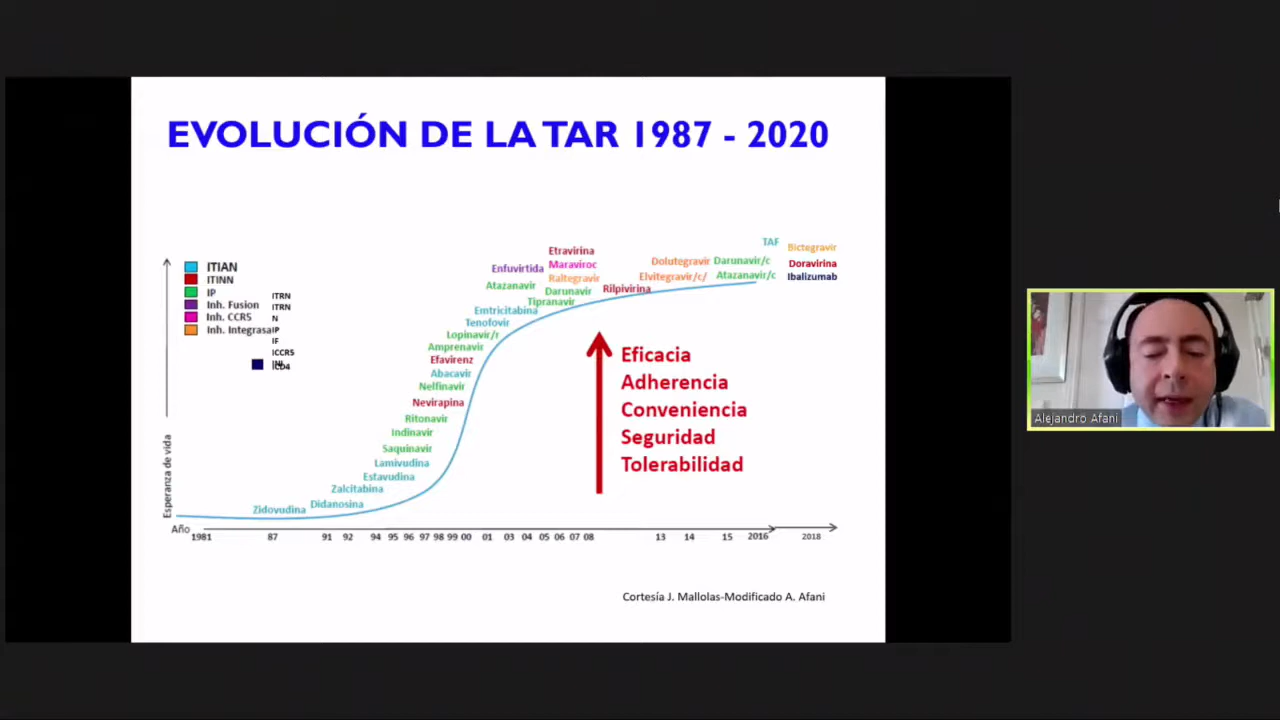 EVOLUCIÓN DE LA TAR 1987 - 2020
ITIAN
ITINN
IP
Inh. Fusion
Inh. CCR5
Inh. Integrasa
ITRN
ITRN
N
IP
IF
ICCR5
ICD4
Esperanza de vida
Zidovudina
Didanosina
Zalcitabina
Estavudina
Lamivudina
Saquinavir
Indinavir
Ritonavir
Nevirapina
Nelfinavir
Abacavir
Efavirenz
Amprenavir
Lopinavir/r
Tenofovir
Emtricitabina
Atazanavir
Enfuvirtida
Etravirina
Maraviroc
Raltegravir
Darunavir
Tipranavir
Rilpivirina
Dolutegravir
Elvitegravir/c/
Darunavir/c
Atazanavir/c
TAF
Bictegravir
Doravirina
Ibalizumab
Eficacia
Adherencia
Conveniencia
Seguridad
Tolerabilidad
Año
1981 87 91 92 94 95 96 97 98 99 00 01 03 04 05 06 07 08 13 14 15 2016 2018
Cortesía J. Mallolas-Modificado A. Afani
Alejandro Afani